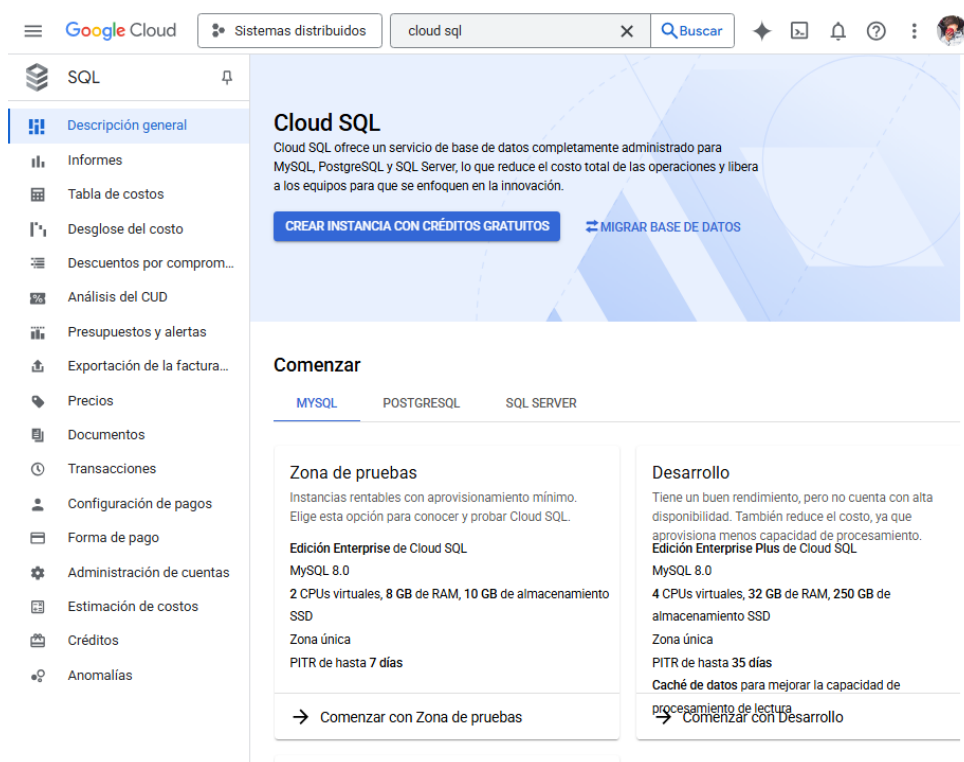 Google Cloud
Sistemas distribuidos
cloud sql
Buscar
SQL
Descripción general
Informes
Tabla de costos
Desglose del costo
Descuentos por comprom...
Análisis del CUD
Presupuestos y alertas
Exportación de la factura...
Precios
Documentos
Transacciones
Configuración de pagos
Forma de pago
Administración de cuentas
Estimación de costos
Créditos
Anomalías
Cloud SQL
Cloud SQL ofrece un servicio de base de datos completamente administrado para
MySQL, PostgreSQL y SQL Server, lo que reduce el costo total de las operaciones y libera
a los equipos para que se enfoquen en la innovación.
CREAR INSTANCIA CON CRÉDITOS GRATUITOS
MIGRAR BASE DE DATOS
Comenzar
MYSQL
POSTGRESQL
SQL SERVER
Zona de pruebas
Instancias rentables con aprovisionamiento mínimo.
Elige esta opción para conocer y probar Cloud SQL.
Edición Enterprise de Cloud SQL
MySQL 8.0
2 CPUs virtuales, 8 GB de RAM, 10 GB de almacenamiento
SSD
Zona única
PITR de hasta 7 días
Comenzar con Zona de pruebas
Desarrollo
Tiene un buen rendimiento, pero no cuenta con alta
disponibilidad. También reduce el costo, ya que
aprovisiona menos capacidad de procesamiento.
Edición Enterprise Plus de Cloud SQL
MySQL 8.0
4 CPUs virtuales, 32 GB de RAM, 250 GB de
almacenamiento SSD
Zona única
PITR de hasta 35 días
Caché de datos para mejorar la capacidad de
procesamiento de lectura
Comenzar con Desarrollo